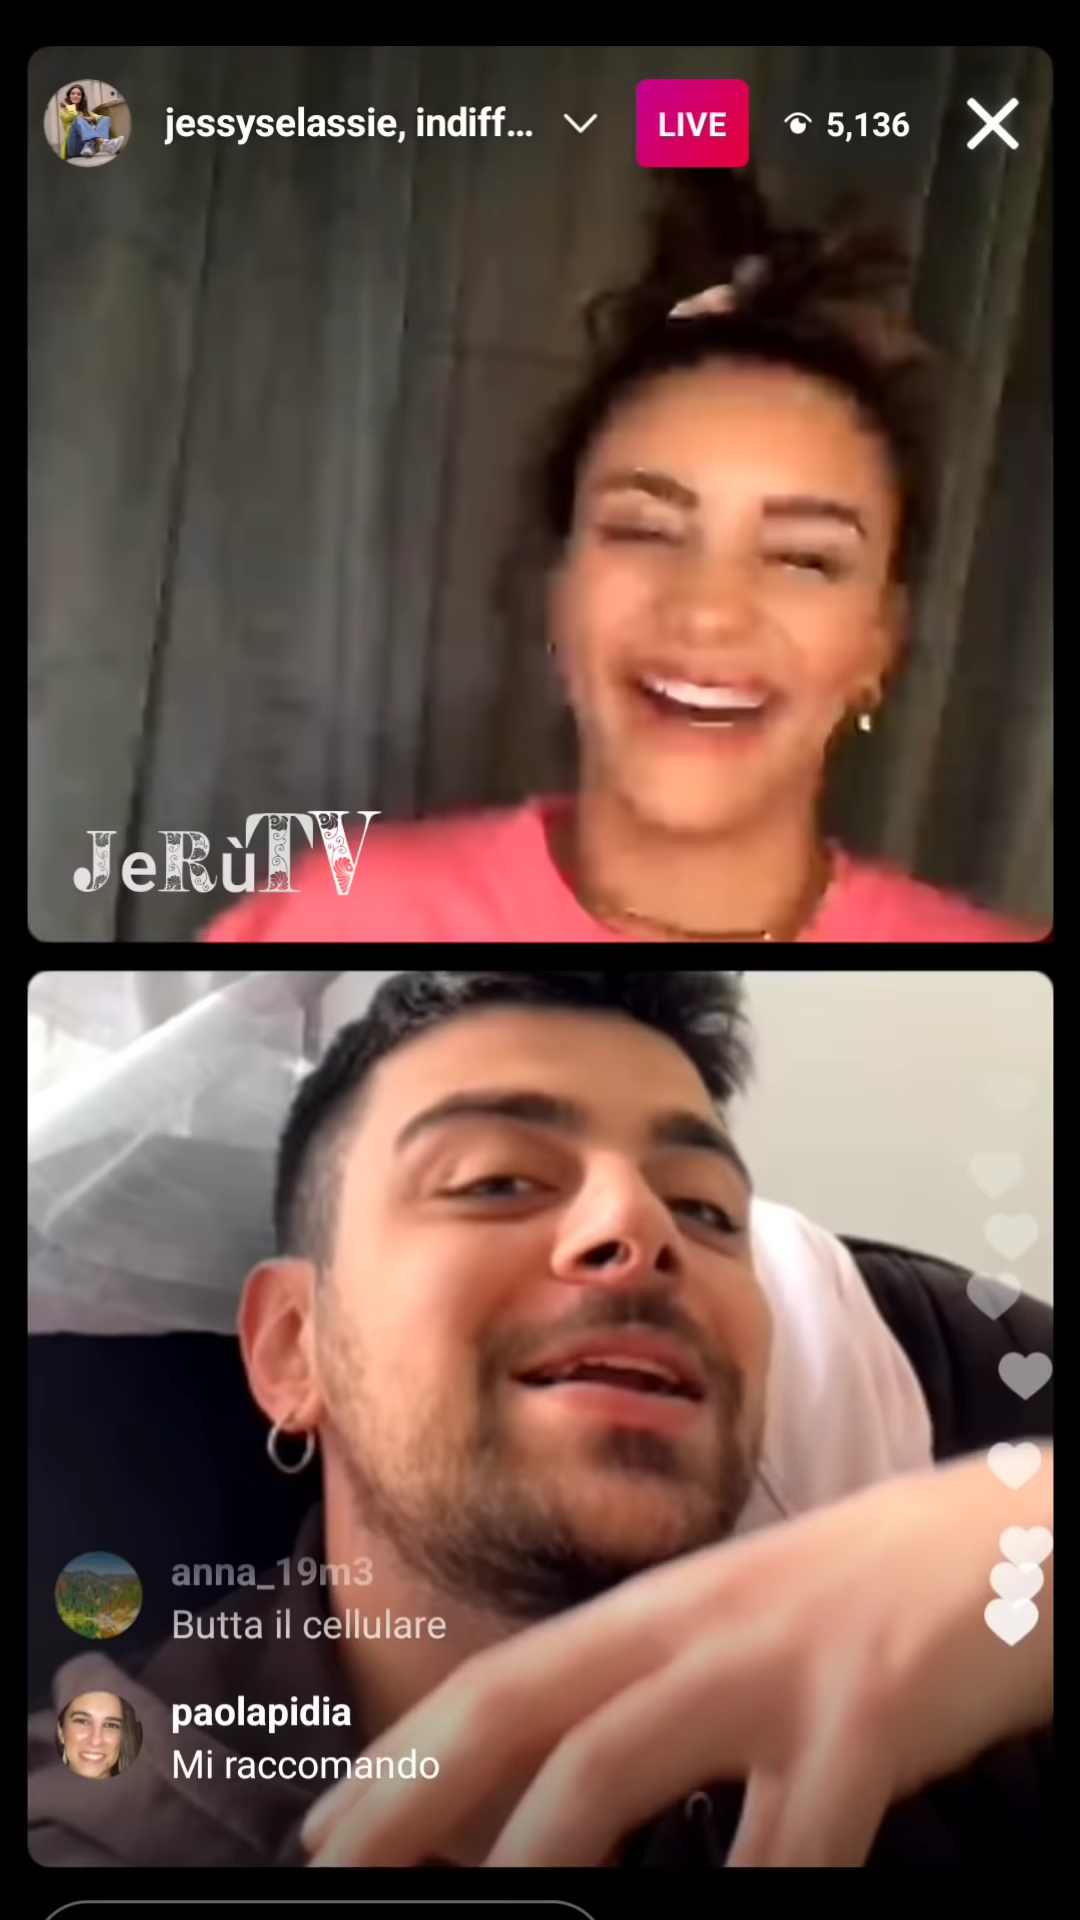 jessyselassie, indiff...
LIVE
5,136
JeRùTV
anna_19m3
Butta il cellulare
paolapidia
Mi raccomando